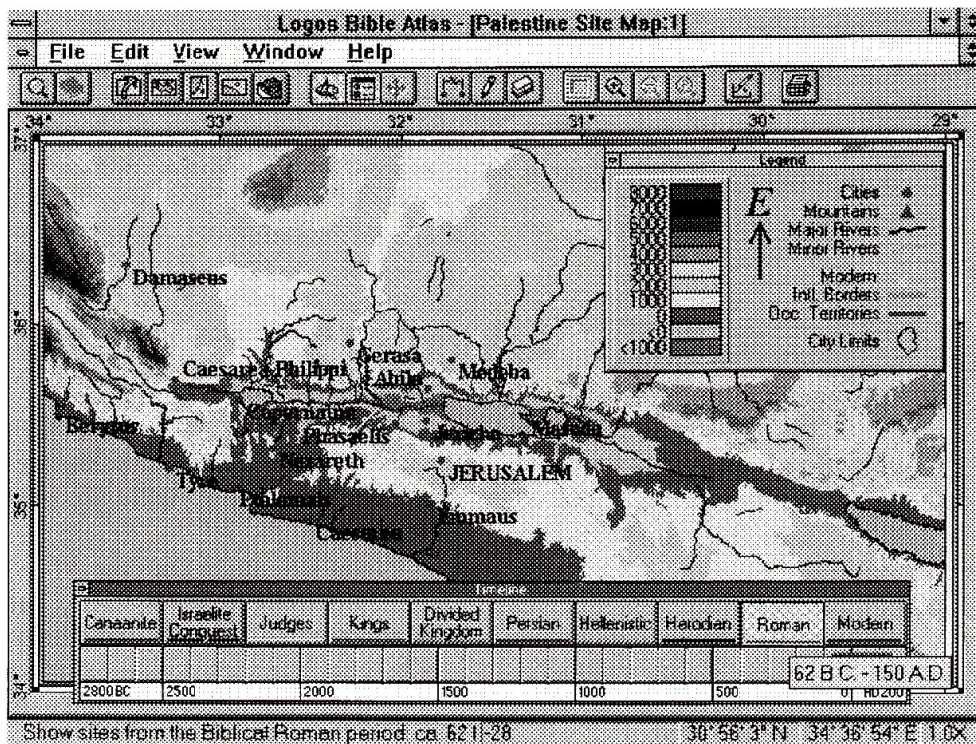 Logos Bible Atlas - [Palestine Site Map:1]
File Edit View Window Help
34° 33° 32° 31° 30° 29°
37°
36°
35°
34°
Legend
8000
7000
6000
5000
4000
3000
2000
1000
0
<0
<1000
E
Cities
Mountains
Major Rivers
Minor Rivers
Modern:
Intl. Borders
Occ. Territories
City Limits
Damascus
Gerasa
Caesarea Philippi
Abila
Medeba
Capernaum
Phasaelis
Jericho
Masada
Nazareth
JERUSALEM
Tyre
Ptolemais
Emmaus
Caesarea
Timeline
Canaanite
Israelite Conquest
Judges
Kings
Divided Kingdom
Persian
Hellenistic
Herodian
Roman
Modern
2800 BC 2500 2000 1500 1000 500 0 AD 200
62 B.C. - 150 A.D
Show sites from the Biblical Roman period: ca. 30° 56' 3" N 34° 36' 54" E 1.0X